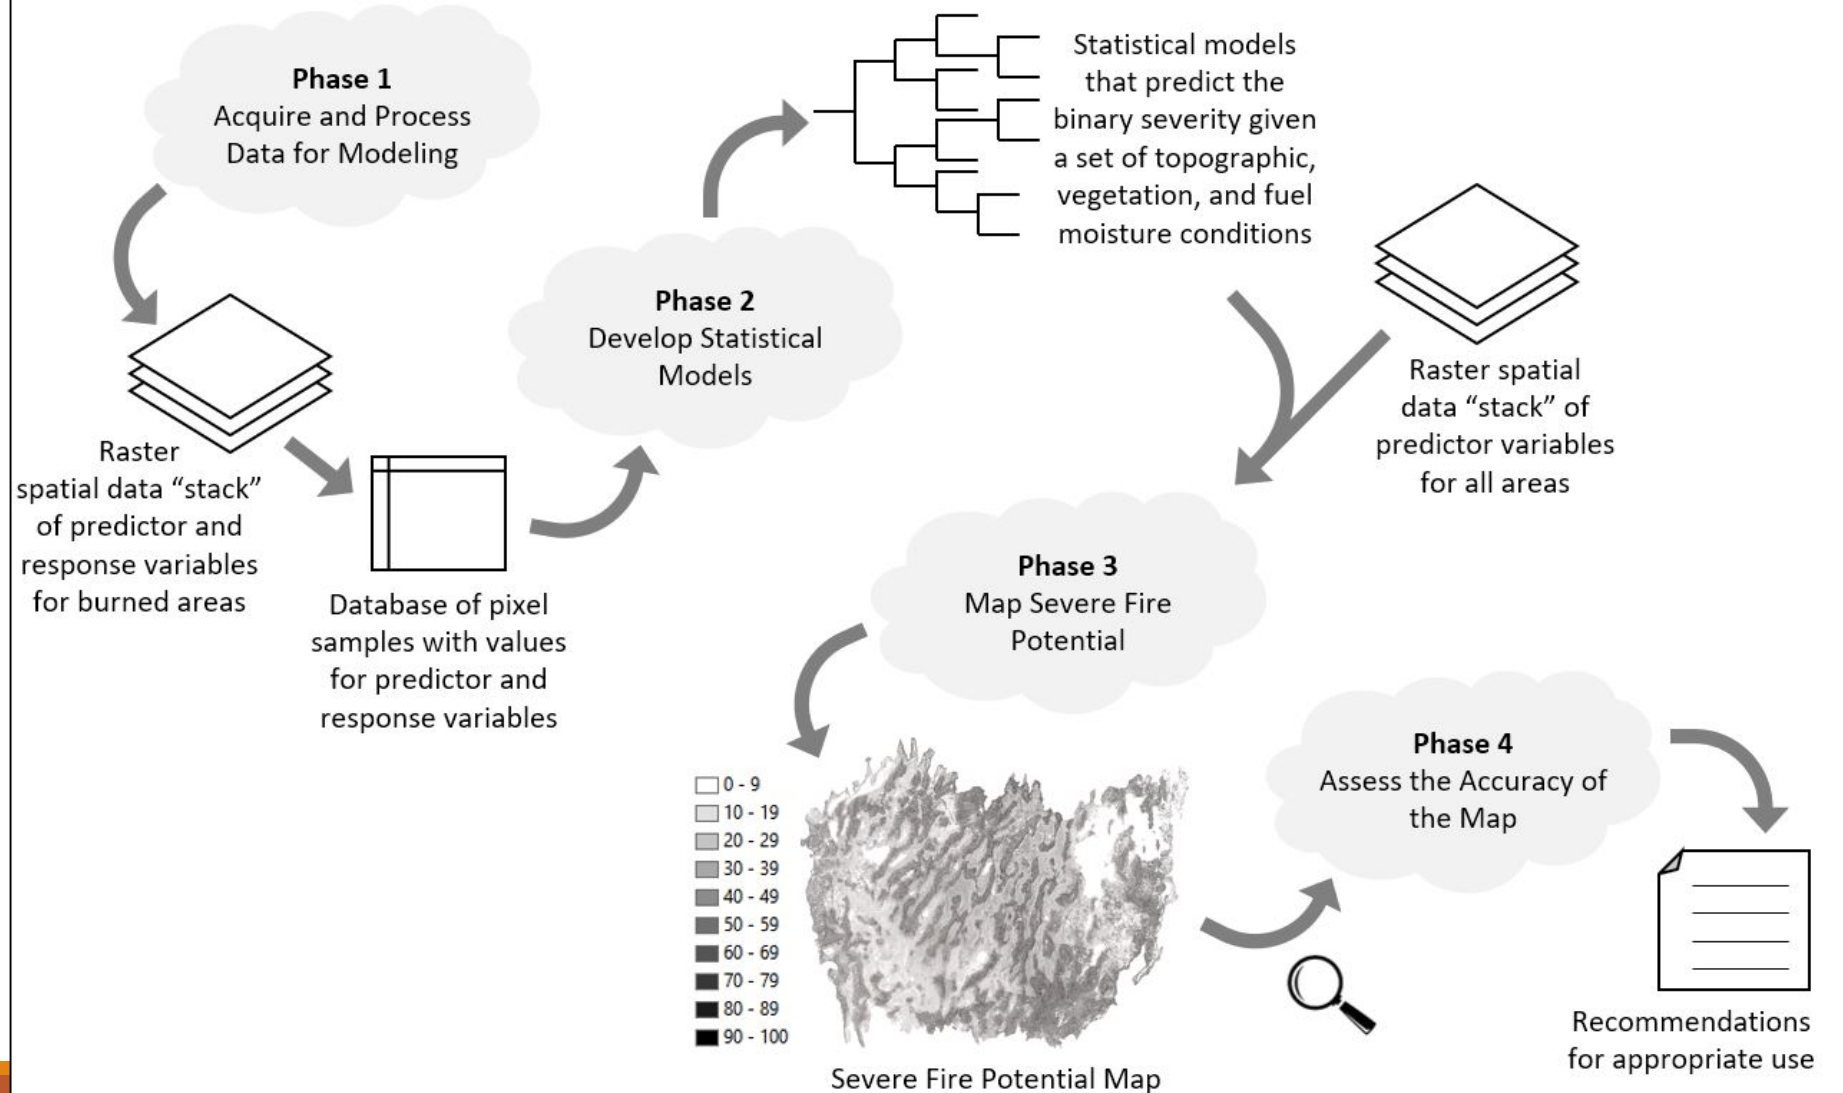 Phase 1
Acquire and Process
Data for Modeling
Raster
spatial data “stack”
of predictor and
response variables
for burned areas
Database of pixel
samples with values
for predictor and
response variables
Phase 2
Develop Statistical
Models
Statistical models
that predict the
binary severity given
a set of topographic,
vegetation, and fuel
moisture conditions
Raster spatial
data “stack” of
predictor variables
for all areas
Phase 3
Map Severe Fire
Potential
0 - 9
10 - 19
20 - 29
30 - 39
40 - 49
50 - 59
60 - 69
70 - 79
80 - 89
90 - 100
Severe Fire Potential Map
Phase 4
Assess the Accuracy of
the Map
Recommendations
for appropriate use